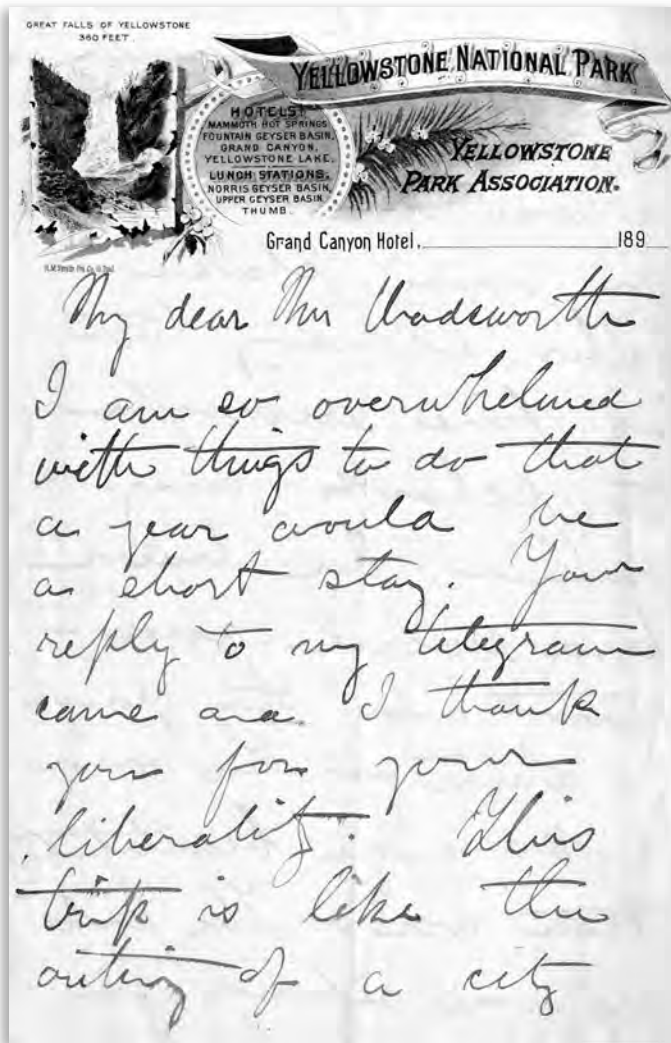 GREAT FALLS OF YELLOWSTONE
360 FEET.
YELLOWSTONE NATIONAL PARK
HOTELS:
MAMMOTH HOT SPRINGS
FOUNTAIN GEYSER BASIN,
GRAND CANYON,
YELLOWSTONE LAKE.
LUNCH STATIONS.
NORRIS GEYSER BASIN,
UPPER GEYSER BASIN
THUMB.
YELLOWSTONE
PARK ASSOCIATION.
Grand Canyon Hotel, 189
My dear Mr Wadsworth
I am so overwhelmed
with things to do that
a year would be
a short stay. Your
reply to my telegram
came and I thank
you for your
liberality. This
trip is like the
outing of a city